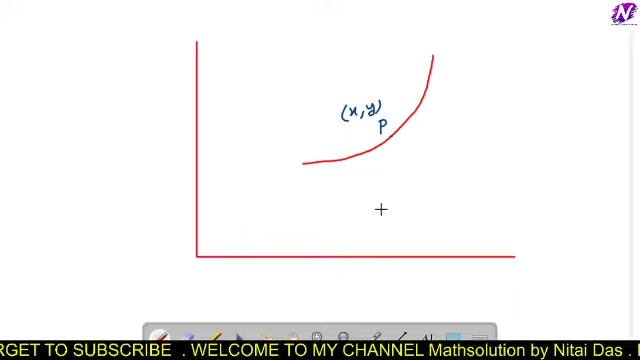 N
(x,y)
P
RGET TO SUBSCRIBE . WELCOME TO MY CHANNEL Mathsolution by Nitai Das :